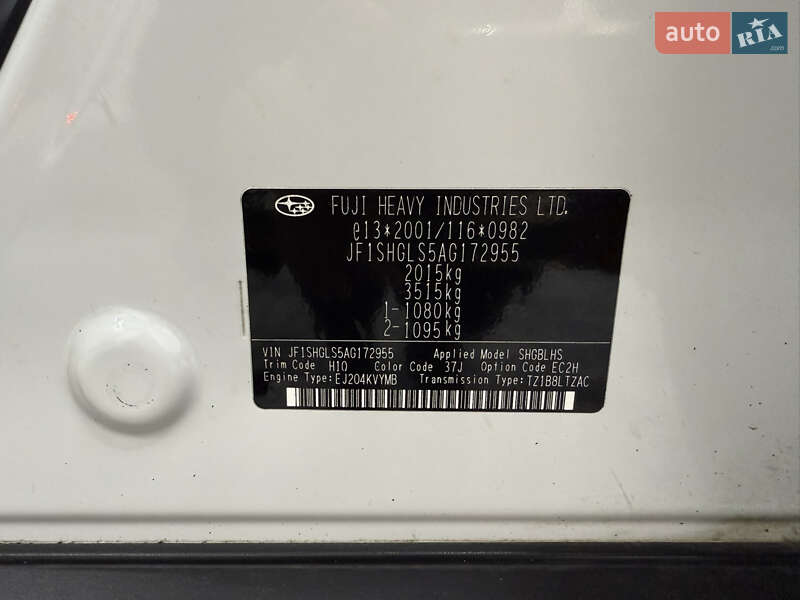 auto RIA.com
FUJI HEAVY INDUSTRIES LTD.
e13*2001/116*0982
JF1SHGLS5AG172955
2015kg
3515kg
1-1080kg
2-1095kg
VIN JF1SHGLS5AG172955 Applied Model SHGBLHS
Trim Code H10 Color Code 37J Option Code EC2H
Engine Type:EJ204KVYMB Transmission Type:TZ1B8LTZAC